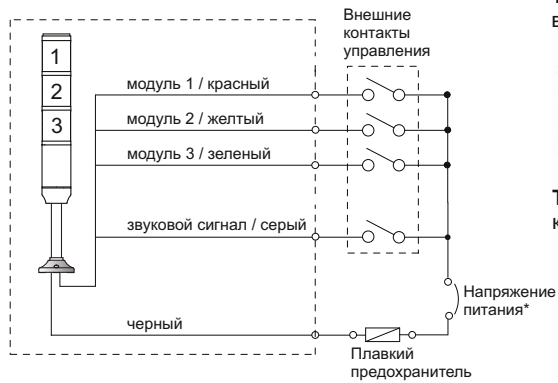 Внешние
контакты
управления
1
2
3
модуль 1 / красный
модуль 2 / желтый
модуль 3 / зеленый
звуковой сигнал / серый
черный
Напряжение
питания*
Плавкий
предохранитель